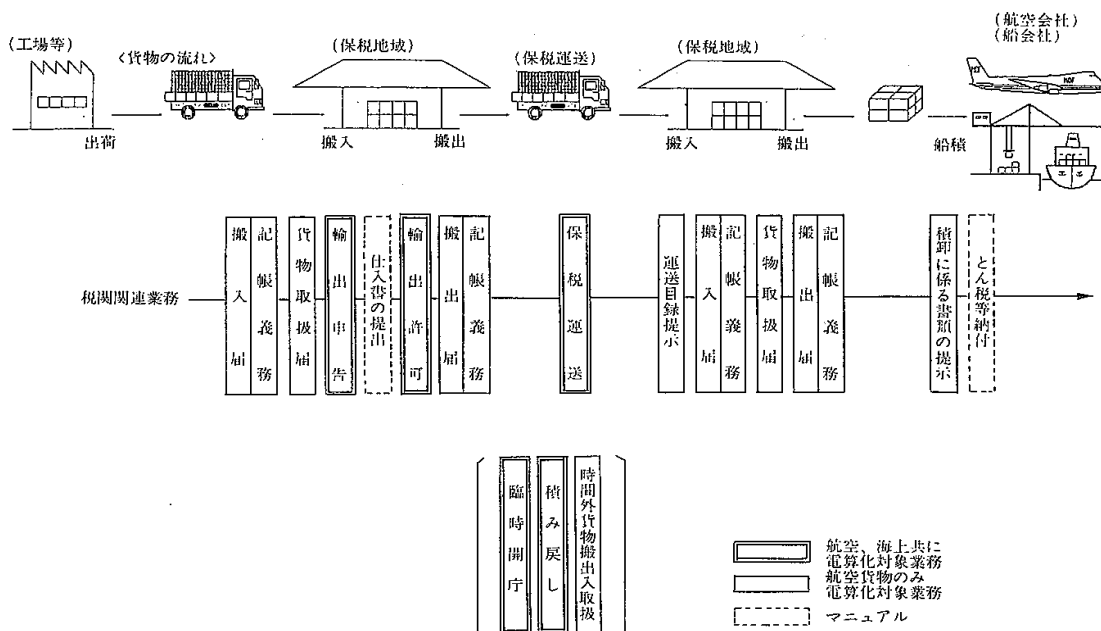 (航空会社)
(船会社)
(工場等)
<貨物の流れ>
(保税地域)
(保税運送)
(保税地域)
出荷
搬入
搬出
搬入
搬出
船積
税関関連業務
搬入届
記帳義務
貨物取扱届
輸出申告
仕入書の提出
輸出許可
搬出届
記帳義務
保税運送
運送目録提示
搬入届
記帳義務
貨物取扱届
搬出届
記帳義務
積卸に係る書類の提示
とん税等納付
臨時開庁
積み戻し
時間外貨物搬出入取扱
航空、海上共に
電算化対象業務
航空貨物のみ
電算化対象業務
マニュアル